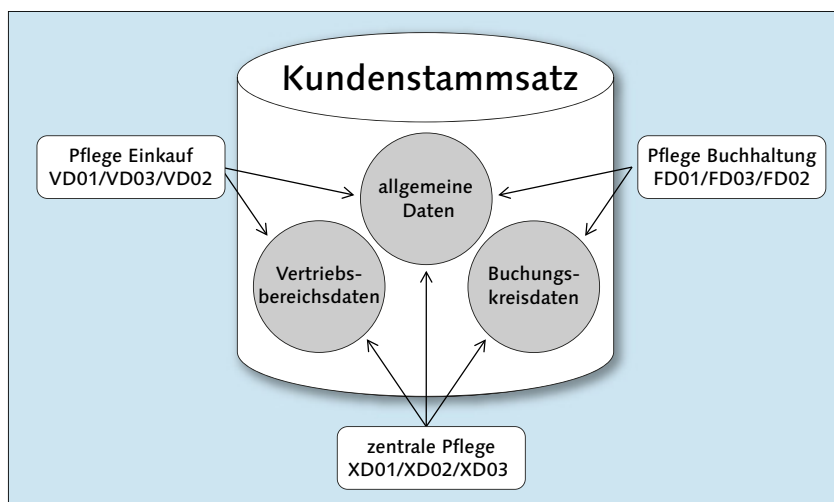 Kundenstammsatz
Pflege Einkauf
VD01/VD03/VD02
Pflege Buchhaltung
FD01/FD03/FD02
allgemeine
Daten
Vertriebs-
bereichsdaten
Buchungs-
kreisdaten
zentrale Pflege
XD01/XD02/XD03